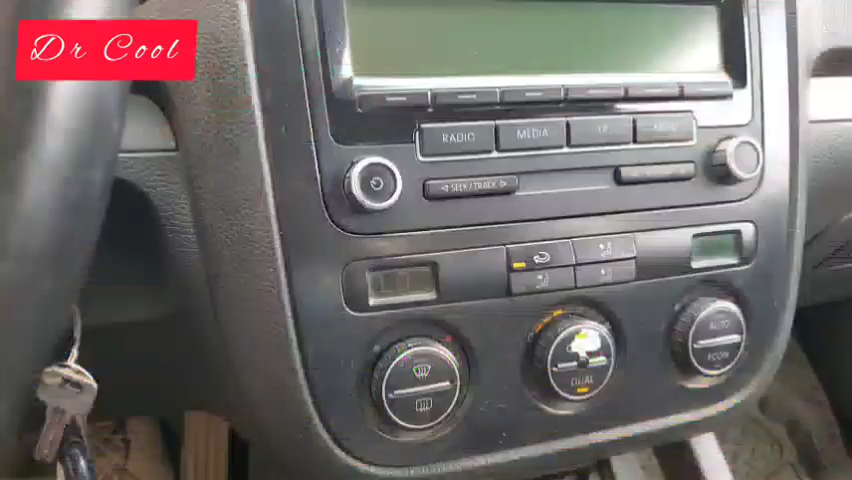 Dr Cool
RADIO MEDIA
◁ SEEK/TRACK ▷
AUTO
ECON
DUAL